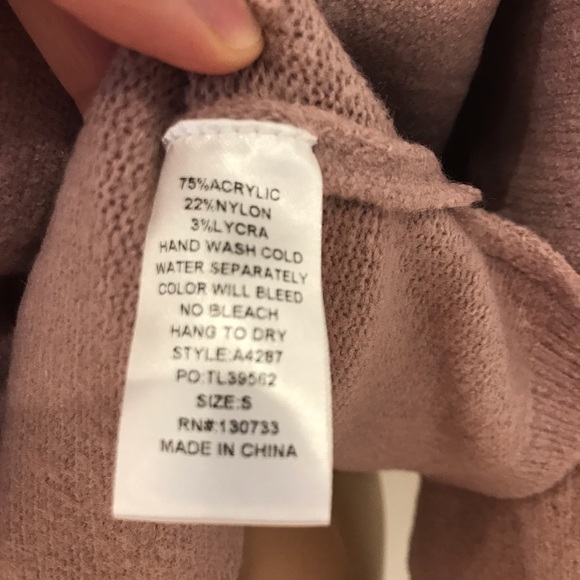 75%ACRYLIC
22%NYLON
3%LYCRA
HAND WASH COLD
WATER SEPARATELY
COLOR WILL BLEED
NO BLEACH
HANG TO DRY
STYLE:A4287
PO:TL39562
SIZE:S
RN#:130733
MADE IN CHINA